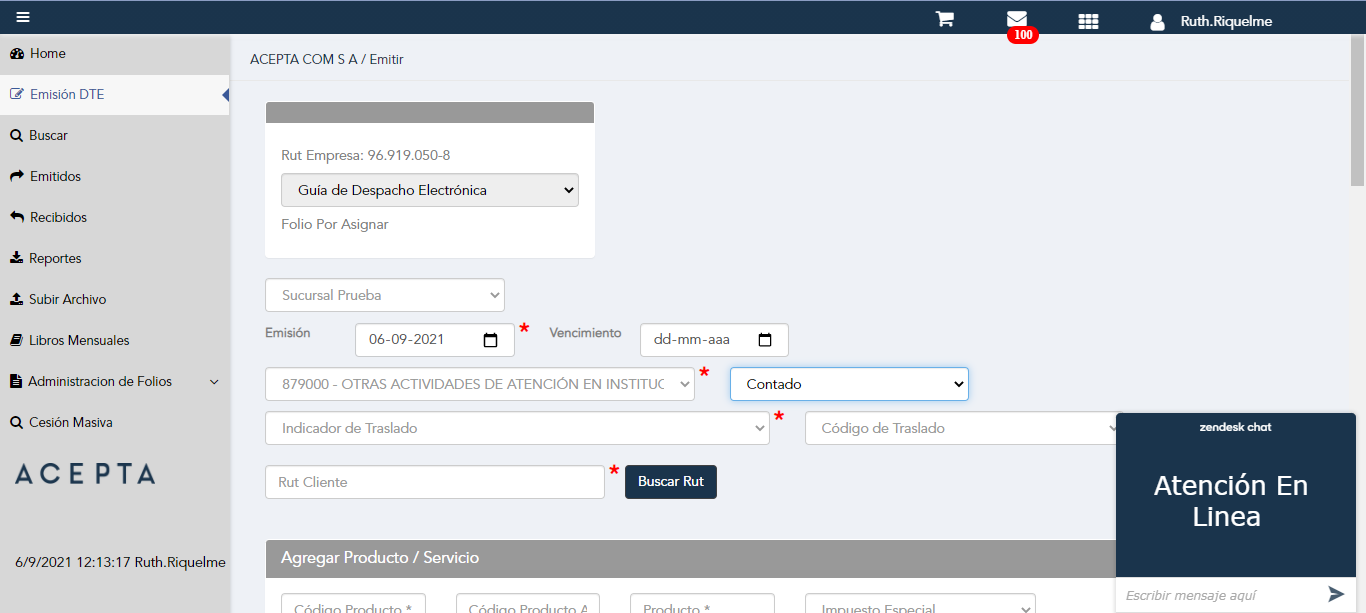 100
Ruth.Riquelme
Home
Emisión DTE
Buscar
Emitidos
Recibidos
Reportes
Subir Archivo
Libros Mensuales
Administracion de Folios
Cesión Masiva
ACEPTA
6/9/2021 12:13:17 Ruth.Riquelme
ACEPTA COM S A / Emitir
Rut Empresa: 96.919.050-8
Guía de Despacho Electrónica
Folio Por Asignar
Sucursal Prueba
Emisión 06-09-2021 * Vencimiento dd-mm-aaa
879000 - OTRAS ACTIVIDADES DE ATENCIÓN EN INSTITUC * Contado
Indicador de Traslado * Código de Traslado
Rut Cliente * Buscar Rut
Agregar Producto / Servicio
Código Producto * Código Producto A Producto * Impuesto Especial
zendesk chat
Atención En
Linea
Escribir mensaje aquí